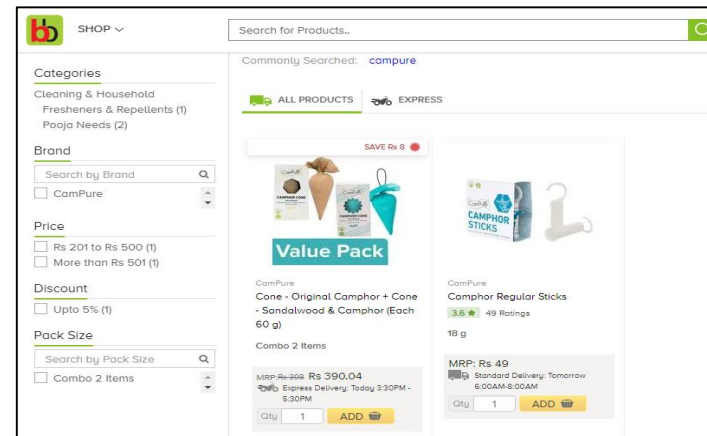 bb
SHOP
Search for Products..
Commonly Searched: campure
Categories
Cleaning & Household
Fresheners & Repellents (1)
Pooja Needs (2)
Brand
Search by Brand
CamPure
Price
Rs 201 to Rs 500 (1)
More than Rs 501 (1)
Discount
Upto 5% (1)
Pack Size
Search by Pack Size
Combo 2 Items
ALL PRODUCTS
EXPRESS
SAVE Rs 8
CAMPHOR CONE
Value Pack
CamPure
Cone - Original Camphor + Cone
- Sandalwood & Camphor (Each
60 g)
Combo 2 Items
MRP: Rs 398 Rs 390.04
Express Delivery: Today 3:30PM -
5:30PM
Qty 1 ADD
CamPure
CAMPHOR
STICKS
CamPure
Camphor Regular Sticks
3.6 49 Ratings
18 g
MRP: Rs 49
Standard Delivery: Tomorrow
6:00AM-8:00AM
Qty 1 ADD